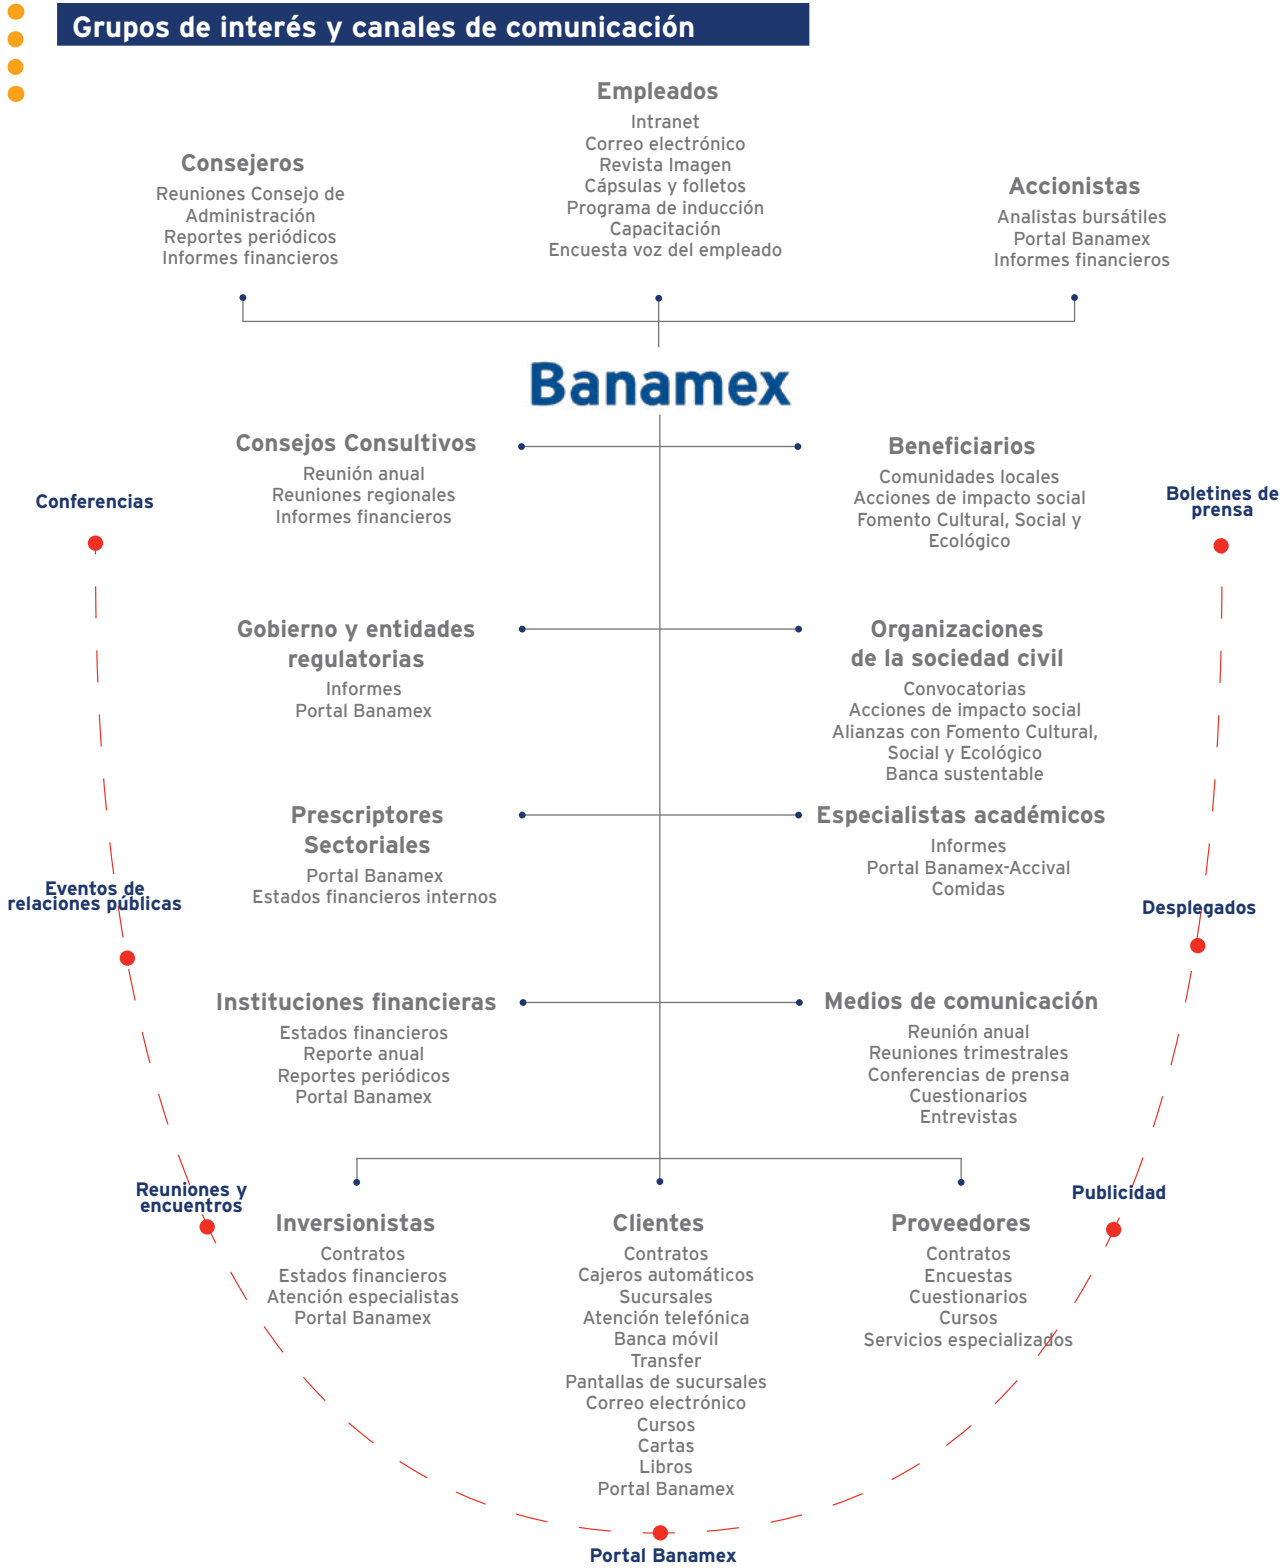 Grupos de interés y canales de comunicación
Empleados
Intranet
Correo electrónico
Revista Imagen
Cápsulas y folletos
Programa de inducción
Capacitación
Encuesta voz del empleado
Consejeros
Reuniones Consejo de
Administración
Reportes periódicos
Informes financieros
Accionistas
Analistas bursátiles
Portal Banamex
Informes financieros
Banamex
Consejos Consultivos
Reunión anual
Reuniones regionales
Informes financieros
Beneficiarios
Comunidades locales
Acciones de impacto social
Fomento Cultural, Social y
Ecológico
Conferencias
Boletines de
prensa
Gobierno y entidades
regulatorias
Informes
Portal Banamex
Organizaciones
de la sociedad civil
Convocatorias
Acciones de impacto social
Alianzas con Fomento Cultural,
Social y Ecológico
Banca sustentable
Prescriptores
Sectoriales
Portal Banamex
Estados financieros internos
Especialistas académicos
Informes
Portal Banamex-Accival
Comidas
Eventos de
relaciones públicas
Desplegados
Instituciones financieras
Estados financieros
Reporte anual
Reportes periódicos
Portal Banamex
Medios de comunicación
Reunión anual
Reuniones trimestrales
Conferencias de prensa
Cuestionarios
Entrevistas
Reuniones y
encuentros
Publicidad
Inversionistas
Contratos
Estados financieros
Atención especialistas
Portal Banamex
Clientes
Contratos
Cajeros automáticos
Sucursales
Atención telefónica
Banca móvil
Transfer
Pantallas de sucursales
Correo electrónico
Cursos
Cartas
Libros
Portal Banamex
Proveedores
Contratos
Encuestas
Cuestionarios
Cursos
Servicios especializados
Portal Banamex